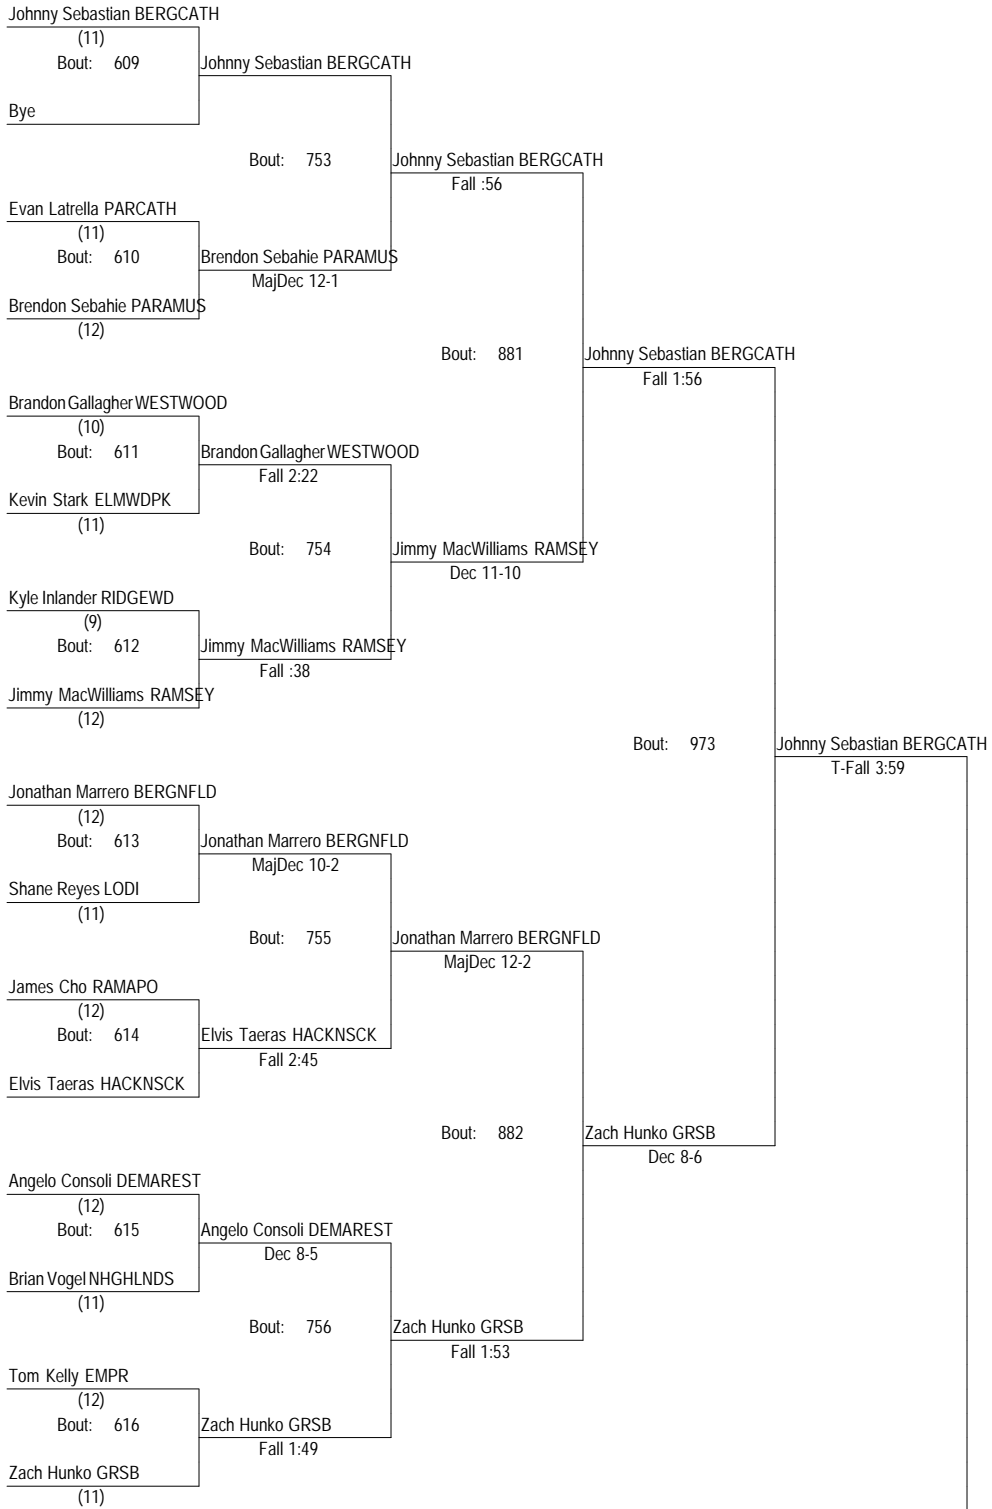 Johnny Sebastian BERGCATH
(11)
Bout: 609
Johnny Sebastian BERGCATH
Bye
Bout: 753
Johnny Sebastian BERGCATH
Fall :56
Evan Latrella PARCATH
(11)
Bout: 610
Brendon Sebahie PARAMUS
MajDec 12-1
Brendon Sebahie PARAMUS
(12)
Bout: 881
Johnny Sebastian BERGCATH
Fall 1:56
Brandon Gallagher WESTWOOD
(10)
Bout: 611
Brandon Gallagher WESTWOOD
Fall 2:22
Kevin Stark ELMWDPK
(11)
Bout: 754
Jimmy MacWilliams RAMSEY
Dec 11-10
Kyle Inlander RIDGEWD
(9)
Bout: 612
Jimmy MacWilliams RAMSEY
Fall :38
Jimmy MacWilliams RAMSEY
(12)
Bout: 973
Johnny Sebastian BERGCATH
T-Fall 3:59
Jonathan Marrero BERGNFLD
(12)
Bout: 613
Jonathan Marrero BERGNFLD
MajDec 10-2
Shane Reyes LODI
(11)
Bout: 755
Jonathan Marrero BERGNFLD
MajDec 12-2
James Cho RAMAPO
(12)
Bout: 614
Elvis Taeras HACKNSCK
Fall 2:45
Elvis Taeras HACKNSCK
Bout: 882
Zach Hunko GRSB
Dec 8-6
Angelo Consoli DEMAREST
(12)
Bout: 615
Angelo Consoli DEMAREST
Dec 8-5
Brian Vogel NHGHLNDS
(11)
Bout: 756
Zach Hunko GRSB
Fall 1:53
Tom Kelly EMPR
(12)
Bout: 616
Zach Hunko GRSB
Fall 1:49
Zach Hunko GRSB
(11)